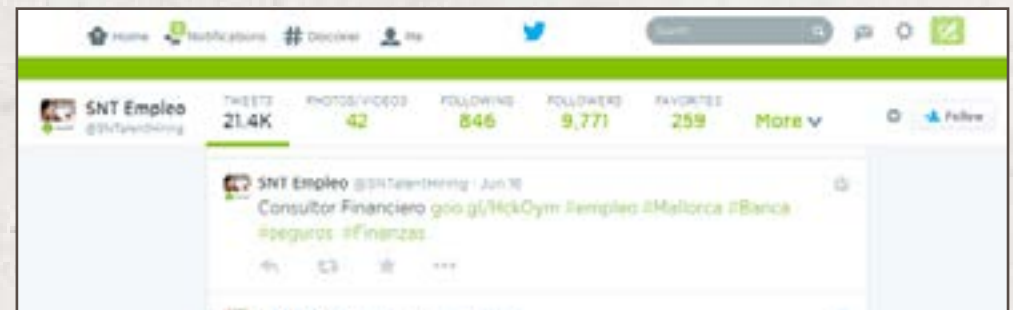 Home Notifications Discover Me
Search
SNT Empleo
@SNTalentHiring
TWEETS PHOTOS/VIDEOS FOLLOWING FOLLOWERS FAVORITES
21.4K 42 846 9,771 259 More
Follow
SNT Empleo @SNTalentHiring · Jun 16
Consultor Financiero goo.gl/HckOym #empleo #Mallorca #Banca
#seguros #Finanzas